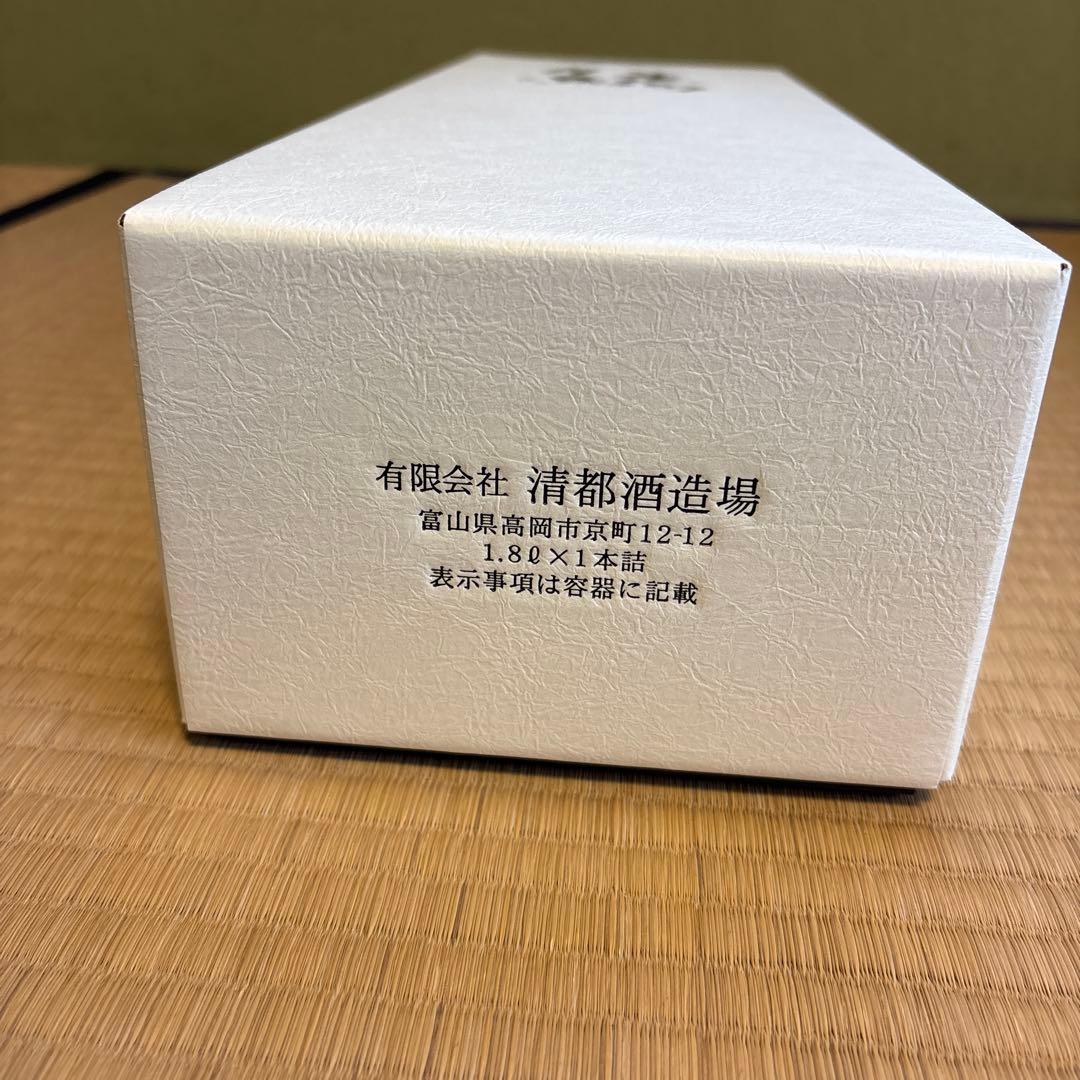 有限会社 清都酒造場
富山県高岡市京町12-12
1.8ℓ×1本詰
表示事項は容器に記載